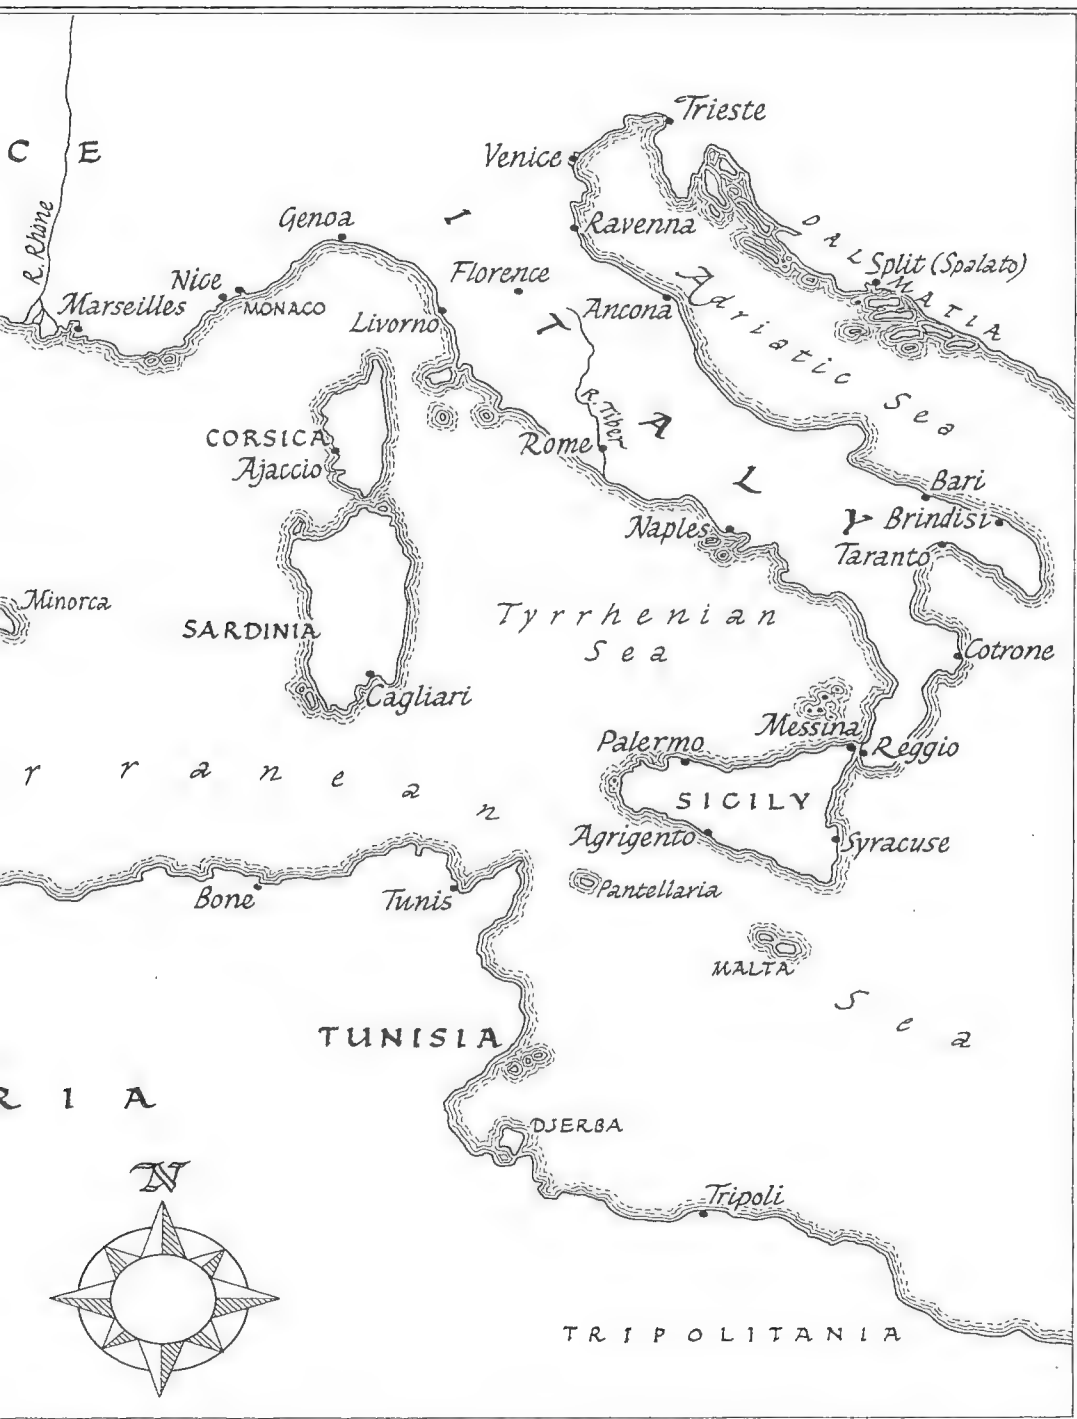 Trieste
C E
Venice
R. Rhone
Genoa
I
Ravenna
DALMATIA
Split (Spalato)
Nice
MONACO
Marseilles
Florence
Livorno
T
Ancona
Adriatic Sea
R. Tiber
A
CORSICA
Ajaccio
Rome
L
Bari
Naples
Y
Brindisi
Taranto
Minorca
SARDINIA
Tyrrhenian
Sea
Cotrone
Cagliari
Messina
Reggio
Palermo
r r a n e a n
SICILY
Agrigento
Syracuse
Bone
Tunis
Pantellaria
MALTA
Sea
TUNISIA
R I A
DJERBA
N
Tripoli
TRIPOLITANIA